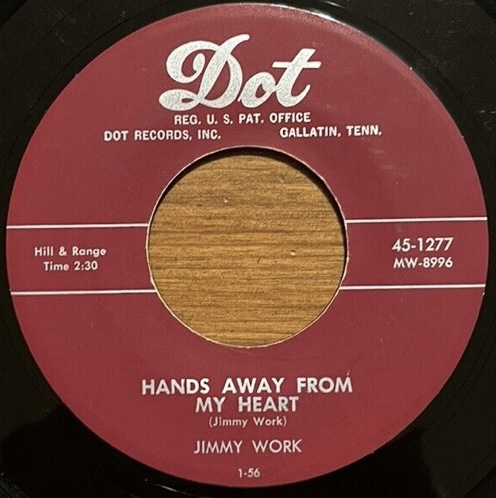 Dot
REG. U. S. PAT. OFFICE
DOT RECORDS, INC. GALLATIN, TENN.
Hill & Range
Time 2:30
45-1277
MW-8996
HANDS AWAY FROM
MY HEART
(Jimmy Work)
JIMMY WORK
1-56